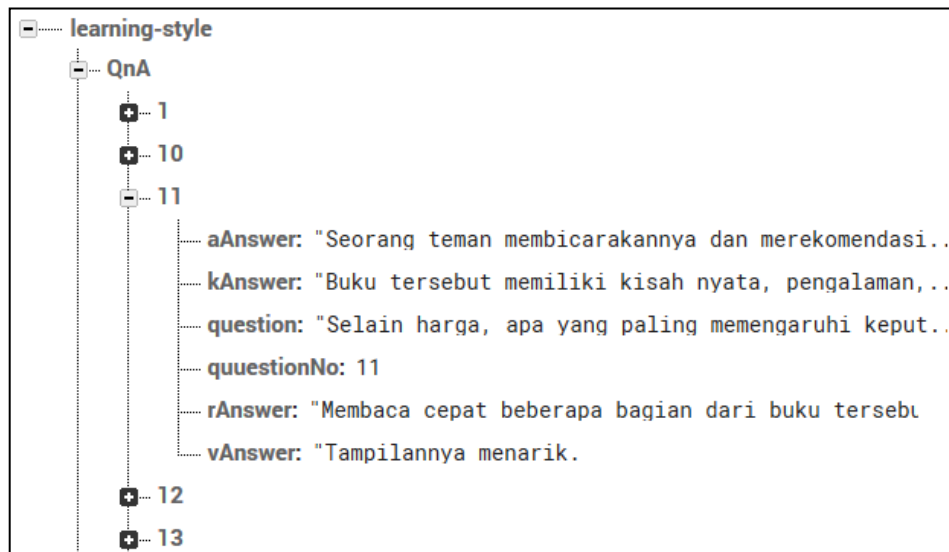 learning-style
QnA
1
10
11
aAnswer: "Seorang teman membicarakannya dan merekomendasi..
kAnswer: "Buku tersebut memiliki kisah nyata, pengalaman,..
question: "Selain harga, apa yang paling memengaruhi keput..
quuestionNo: 11
rAnswer: "Membaca cepat beberapa bagian dari buku tersebu
vAnswer: "Tampilannya menarik.
12
13